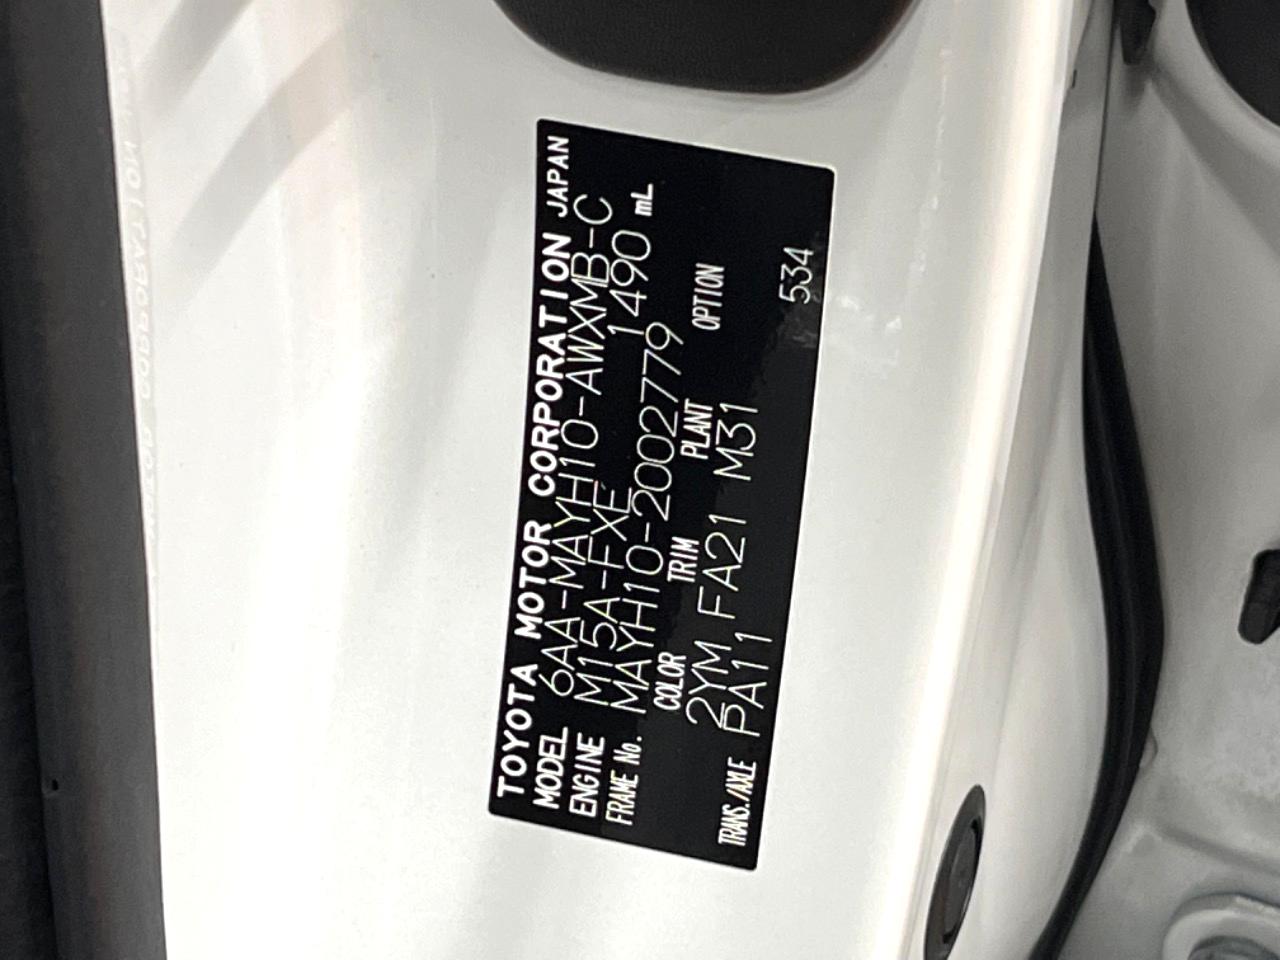 TOYOTA MOTOR CORPORATION JAPAN
MODEL 6AA-MAYH10-AWXMB-C
ENGINE M15A-FXE 1490 mL
FRAME No. MAYH10-2002779
COLOR TRIM PLANT OPTION
2YM FA21 M31
TRANS./AXLE PA11 534